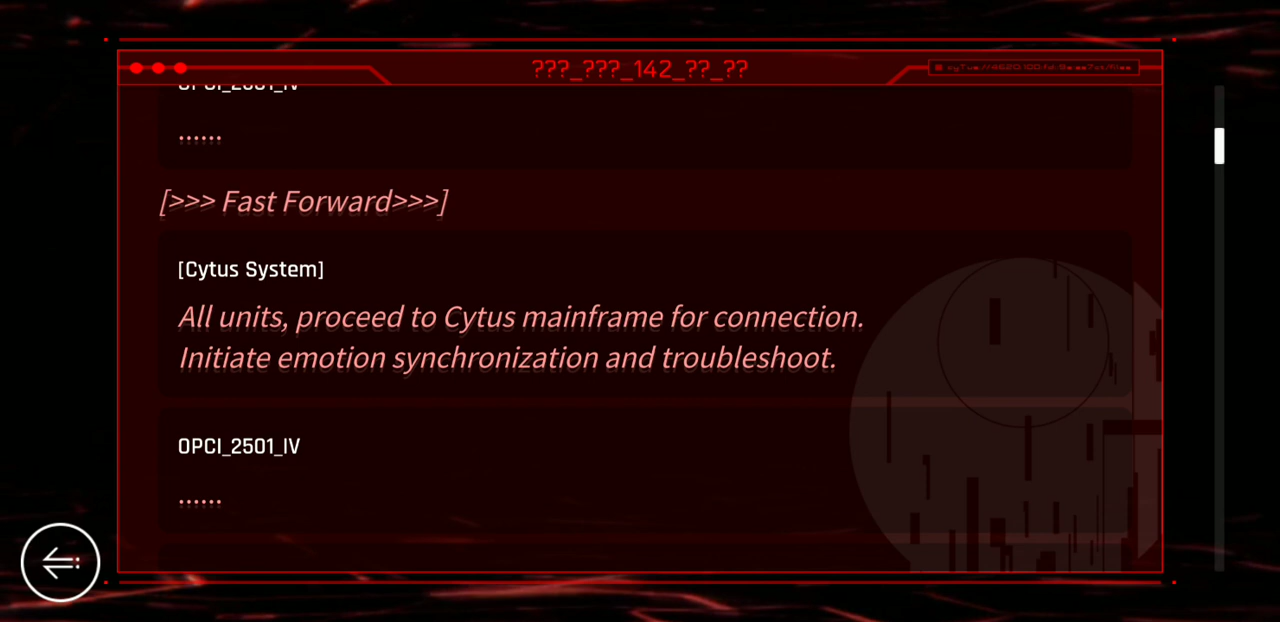 ???_???_142_??_??
OPCI_2501_IV
......
[>>> Fast Forward>>>]
[Cytus System]
All units, proceed to Cytus mainframe for connection.
Initiate emotion synchronization and troubleshoot.
OPCI_2501_IV
......